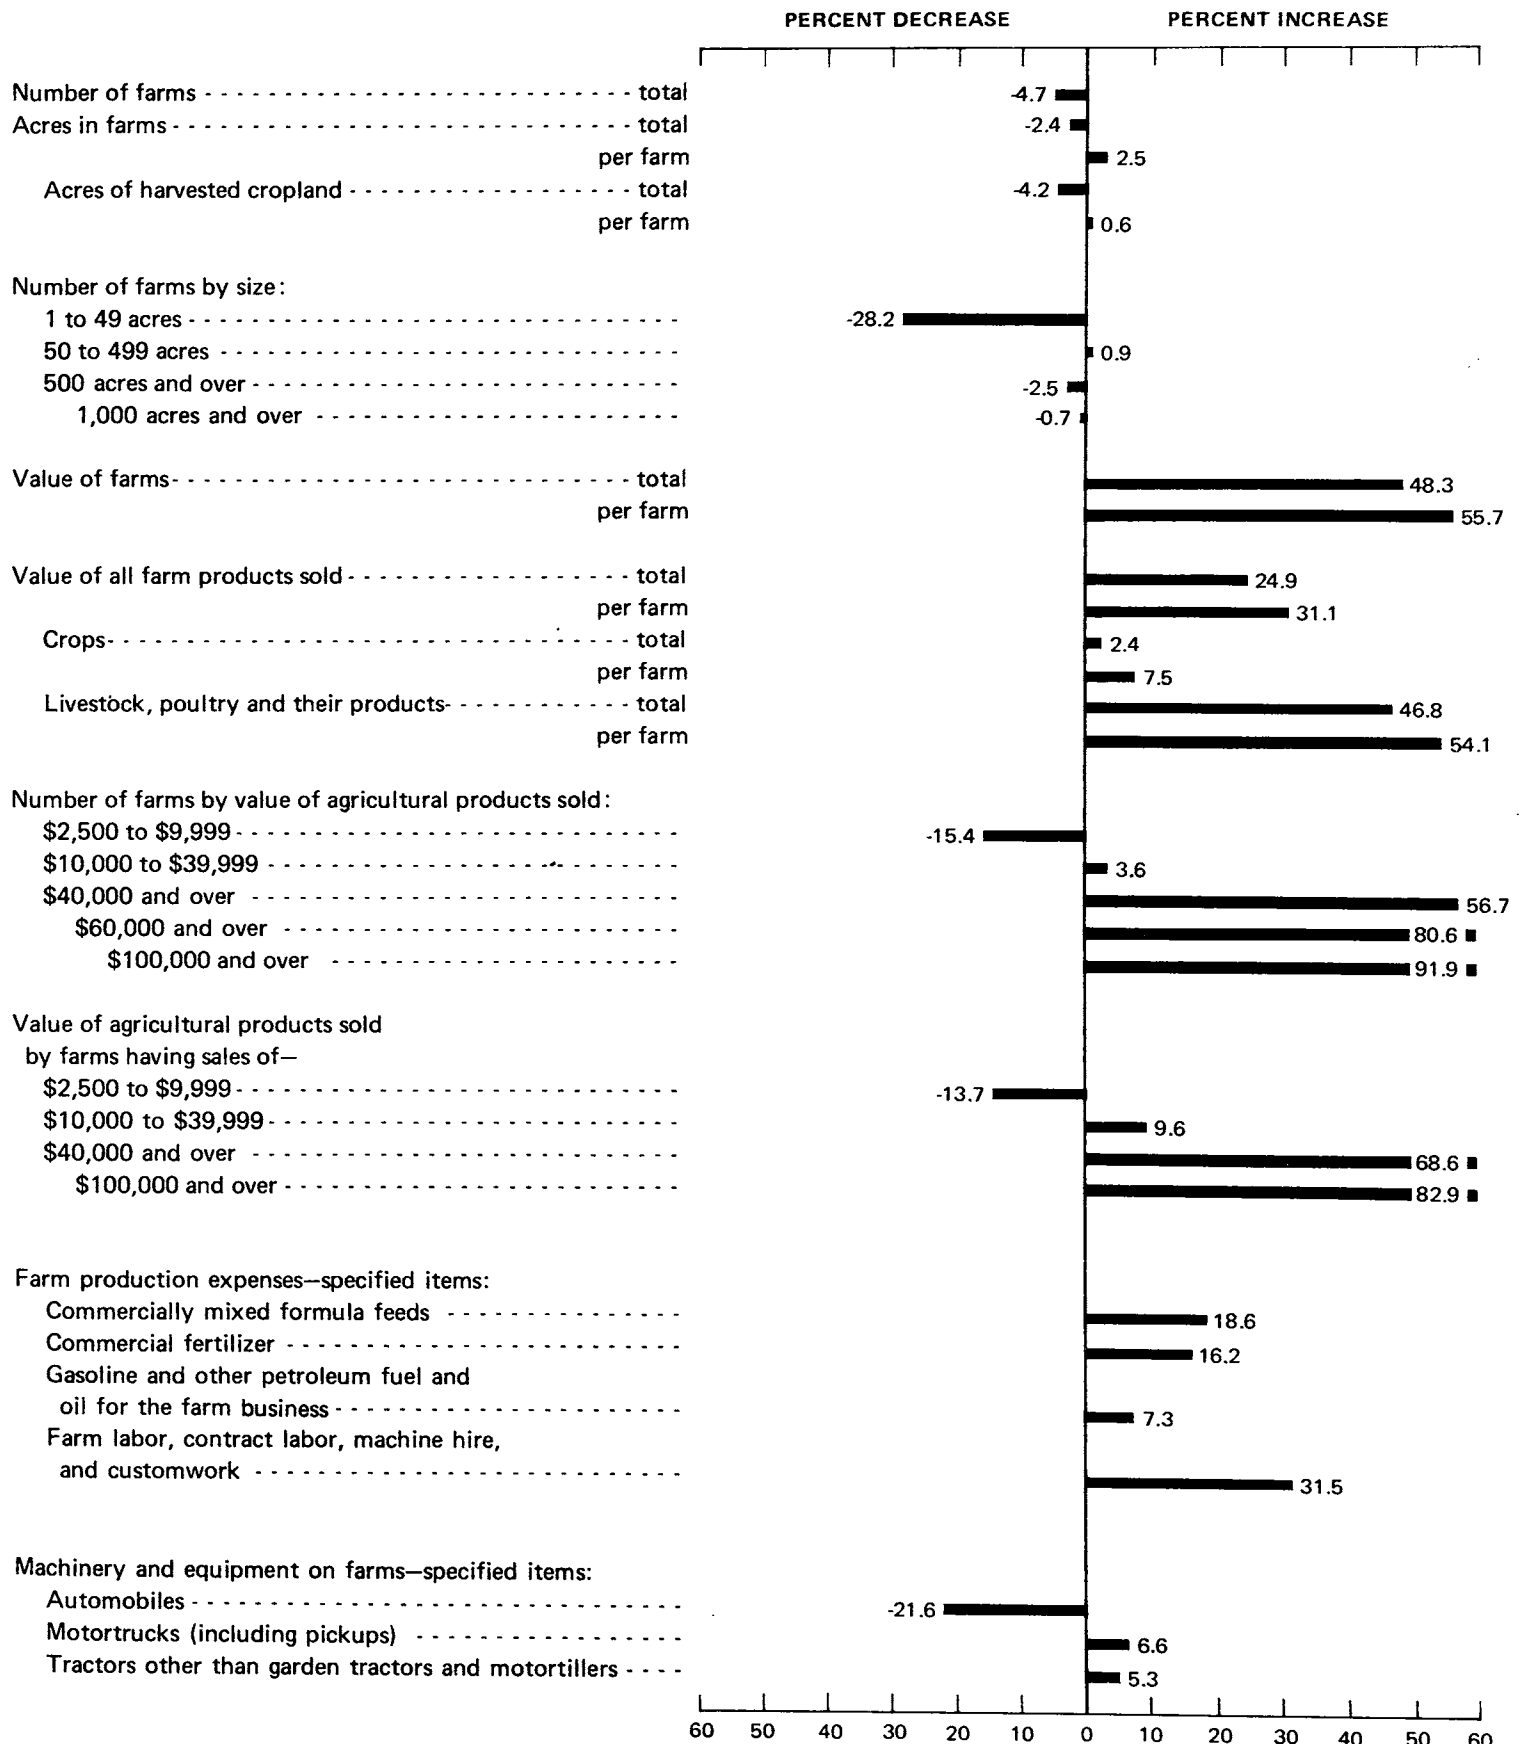 PERCENT DECREASE PERCENT INCREASE
Number of farms - - - - - - - - - - - - - - - - - - - - - - - - - - - total -4.7
Acres in farms - - - - - - - - - - - - - - - - - - - - - - - - - - - - total -2.4
per farm 2.5
Acres of harvested cropland - - - - - - - - - - - - - - - - - - total -4.2
per farm 0.6
Number of farms by size:
1 to 49 acres - - - - - - - - - - - - - - - - - - - - - - - - - - - - - - -28.2
50 to 499 acres - - - - - - - - - - - - - - - - - - - - - - - - - - - - 0.9
500 acres and over - - - - - - - - - - - - - - - - - - - - - - - - - - -2.5
1,000 acres and over - - - - - - - - - - - - - - - - - - - - - - - -0.7
Value of farms - - - - - - - - - - - - - - - - - - - - - - - - - - - - total 48.3
per farm 55.7
Value of all farm products sold - - - - - - - - - - - - - - - - - - total 24.9
per farm 31.1
Crops - - - - - - - - - - - - - - - - - - - - - - - - - - - - - - - - total 2.4
per farm 7.5
Livestock, poultry and their products - - - - - - - - - - - - total 46.8
per farm 54.1
Number of farms by value of agricultural products sold:
$2,500 to $9,999 - - - - - - - - - - - - - - - - - - - - - - - - - - - -15.4
$10,000 to $39,999 - - - - - - - - - - - - - - - - - - - - - - - - - 3.6
$40,000 and over - - - - - - - - - - - - - - - - - - - - - - - - - - 56.7
$60,000 and over - - - - - - - - - - - - - - - - - - - - - - - - 80.6
$100,000 and over - - - - - - - - - - - - - - - - - - - - - - 91.9
Value of agricultural products sold
by farms having sales of—
$2,500 to $9,999 - - - - - - - - - - - - - - - - - - - - - - - - - - - -13.7
$10,000 to $39,999 - - - - - - - - - - - - - - - - - - - - - - - - - 9.6
$40,000 and over - - - - - - - - - - - - - - - - - - - - - - - - - - 68.6
$100,000 and over - - - - - - - - - - - - - - - - - - - - - - - - 82.9
Farm production expenses—specified items:
Commercially mixed formula feeds - - - - - - - - - - - - - - 18.6
Commercial fertilizer - - - - - - - - - - - - - - - - - - - - - - - - 16.2
Gasoline and other petroleum fuel and
oil for the farm business - - - - - - - - - - - - - - - - - - - - - 7.3
Farm labor, contract labor, machine hire,
and customwork - - - - - - - - - - - - - - - - - - - - - - - - - - 31.5
Machinery and equipment on farms—specified items:
Automobiles - - - - - - - - - - - - - - - - - - - - - - - - - - - - - - -21.6
Motortrucks (including pickups) - - - - - - - - - - - - - - - - 6.6
Tractors other than garden tractors and motortillers - - - - 5.3
60 50 40 30 20 10 0 10 20 30 40 50 60